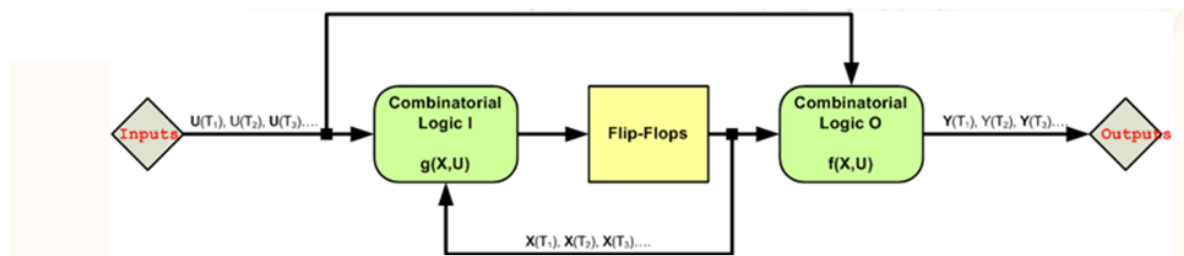 Inputs
U(T₁), U(T₂), U(T₃)....
Combinatorial
Logic I
g(X,U)
Flip-Flops
Combinatorial
Logic O
f(X,U)
Y(T₁), Y(T₂), Y(T₃)....
Outputs
X(T₁), X(T₂), X(T₃)....